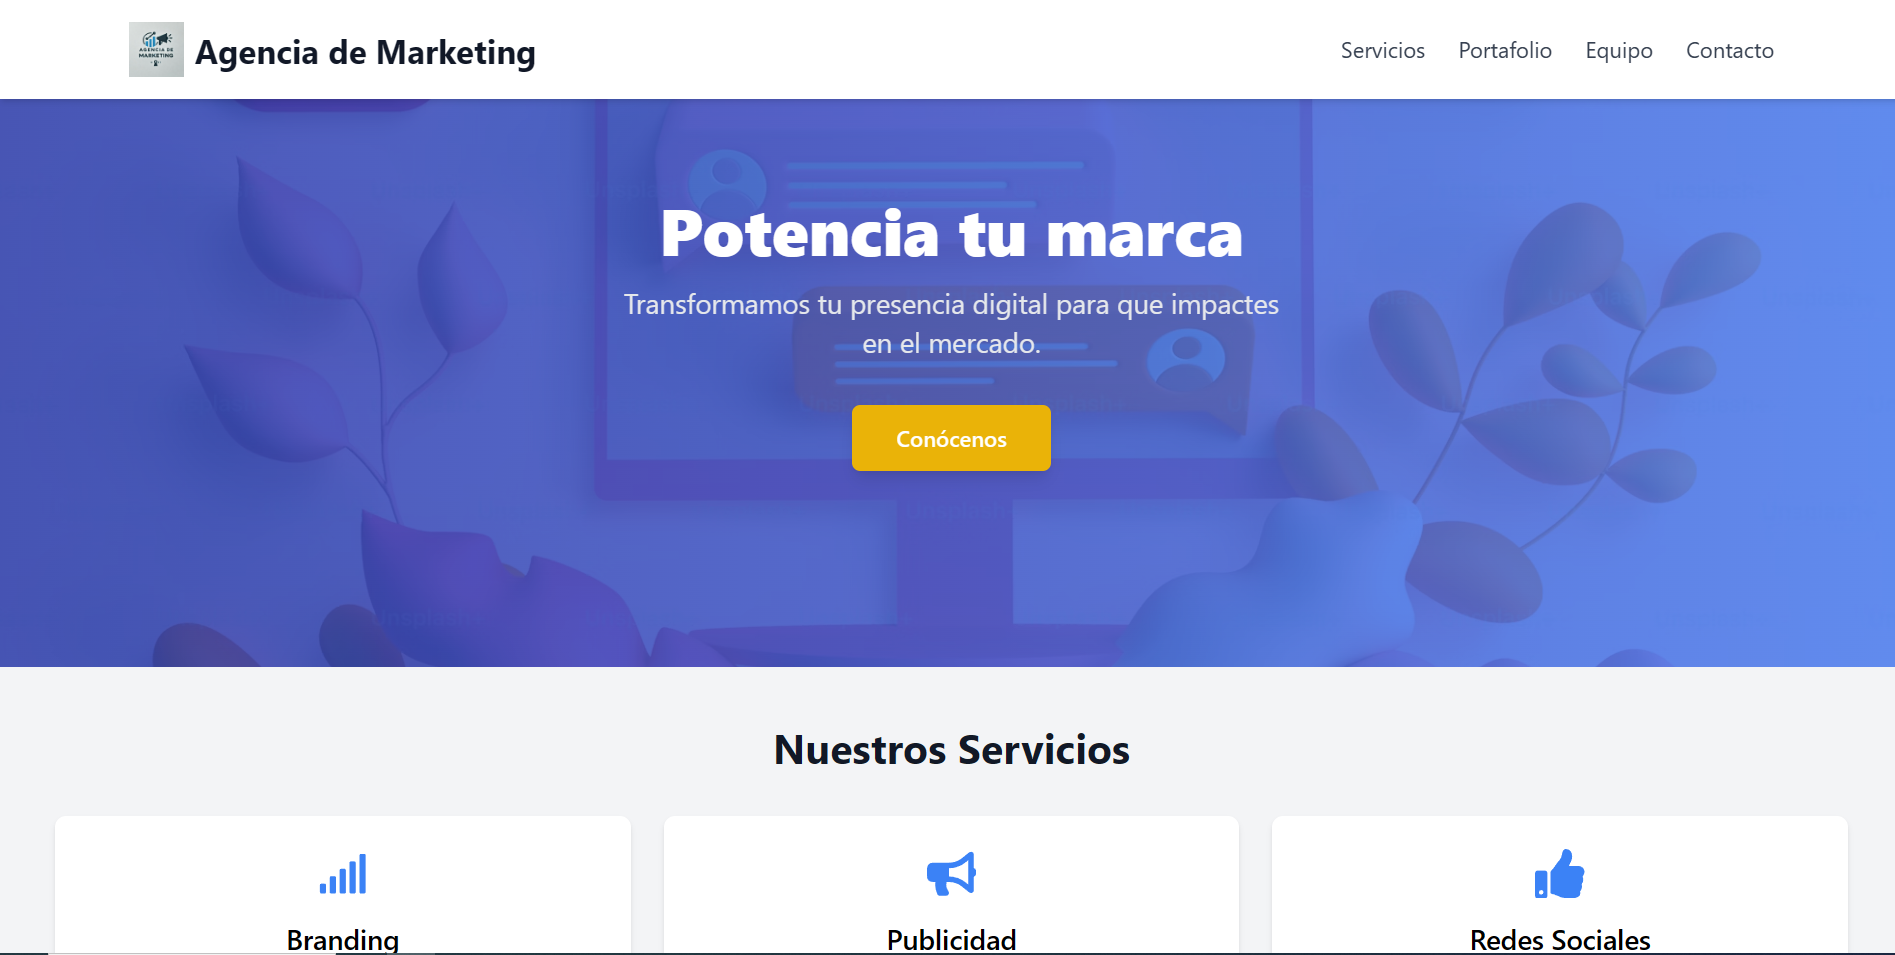 AGENCIA DE
MARKETING
Agencia de Marketing
Servicios
Portafolio
Equipo
Contacto
Potencia tu marca
Transformamos tu presencia digital para que impactes
en el mercado.
Conócenos
Nuestros Servicios
Branding
Publicidad
Redes Sociales